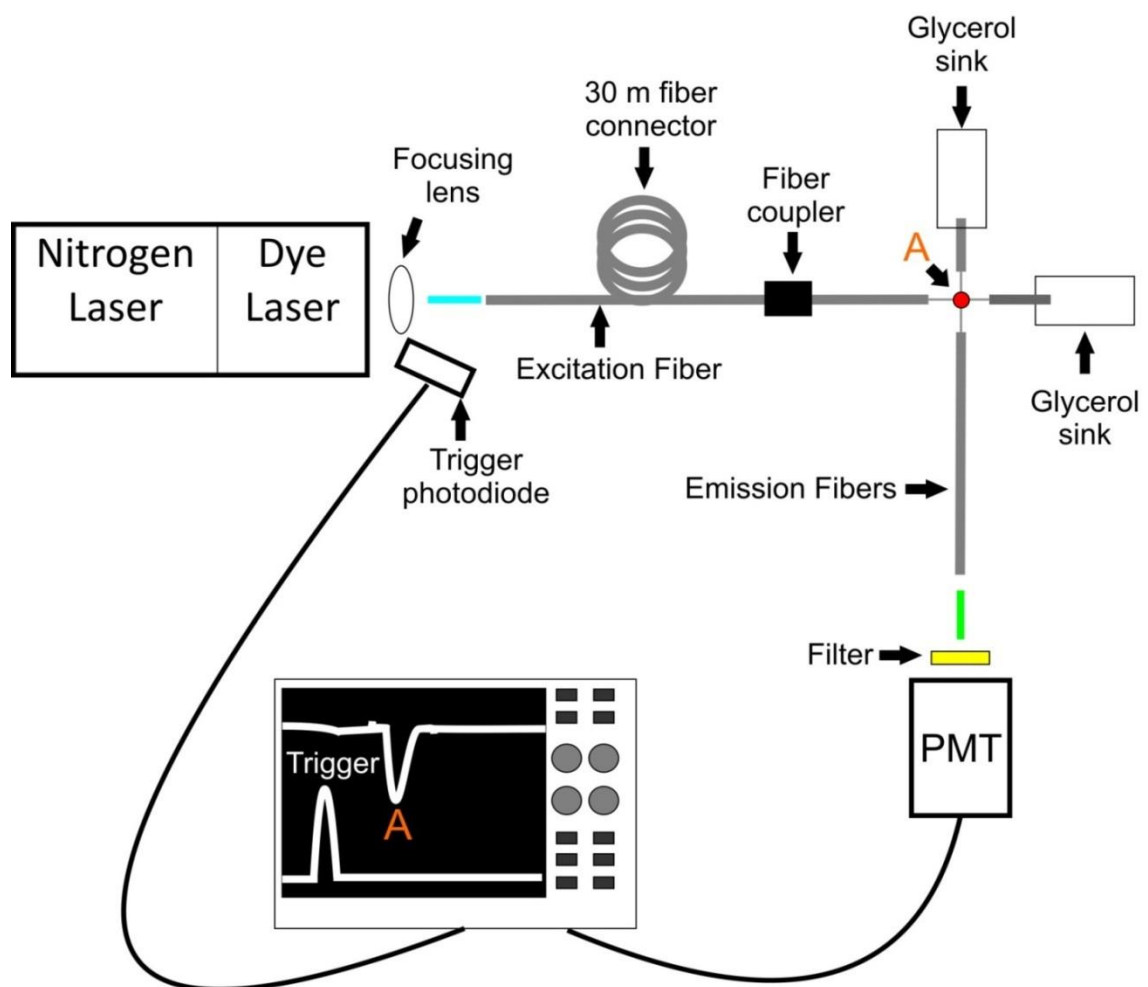 Glycerol
sink
30 m fiber
connector
Focusing
lens
Fiber
coupler
Nitrogen
Laser
Dye
Laser
A
Excitation Fiber
Glycerol
sink
Trigger
photodiode
Emission Fibers
Filter
PMT
Trigger
A